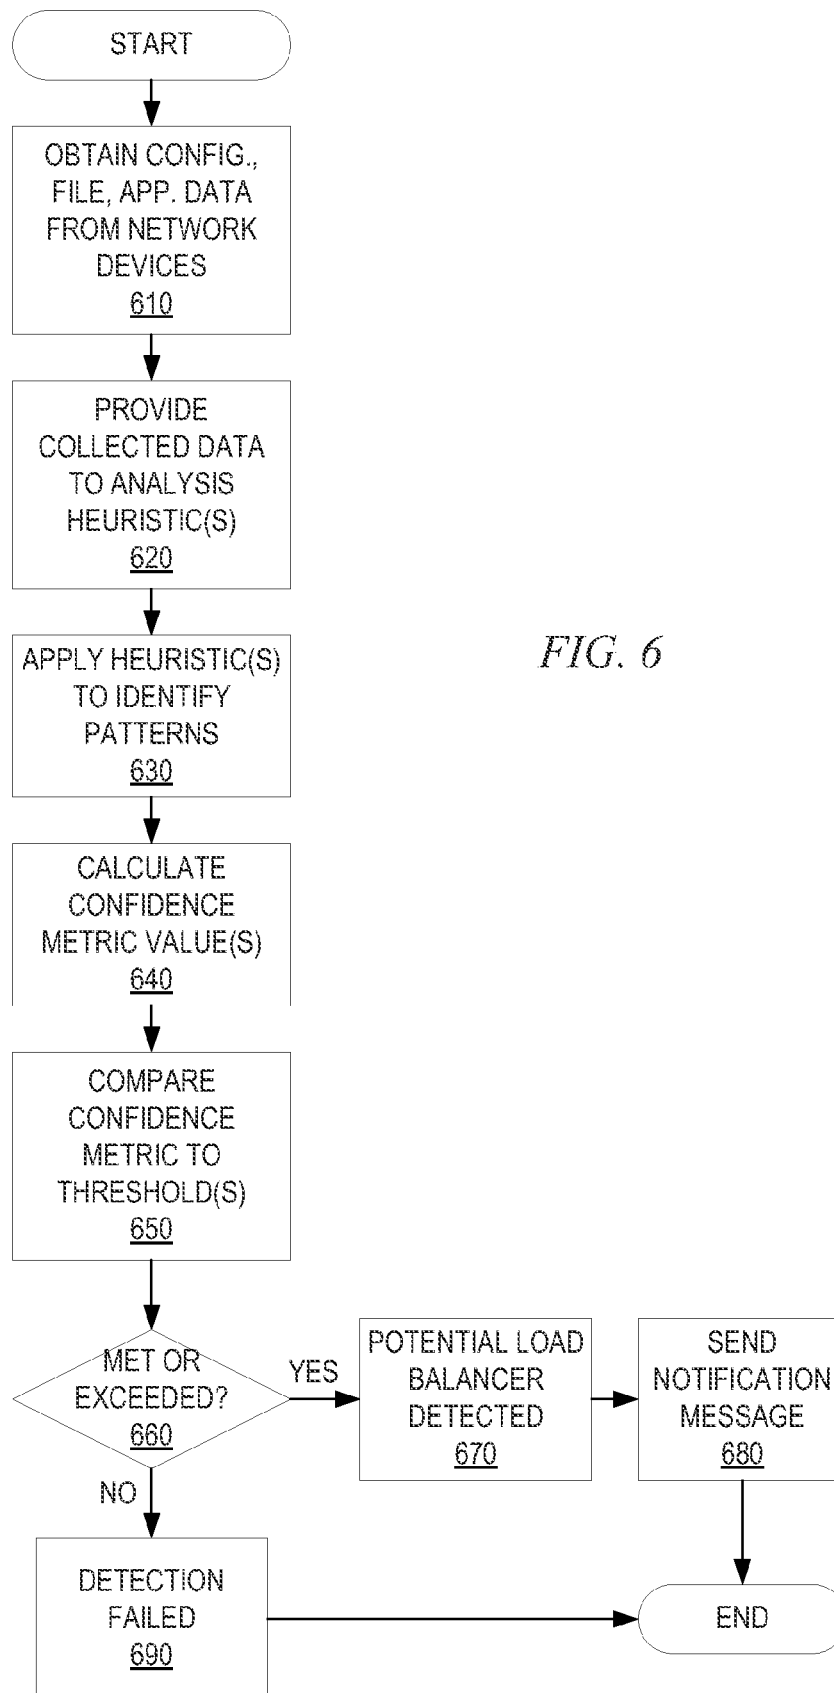 START
OBTAIN CONFIG.,
FILE, APP. DATA
FROM NETWORK
DEVICES
610
PROVIDE
COLLECTED DATA
TO ANALYSIS
HEURISTIC(S)
620
APPLY HEURISTIC(S)
TO IDENTIFY
PATTERNS
630
FIG. 6
CALCULATE
CONFIDENCE
METRIC VALUE(S)
640
COMPARE
CONFIDENCE
METRIC TO
THRESHOLD(S)
650
MET OR
EXCEEDED?
660
YES
POTENTIAL LOAD
BALANCER
DETECTED
670
SEND
NOTIFICATION
MESSAGE
680
NO
DETECTION
FAILED
690
END